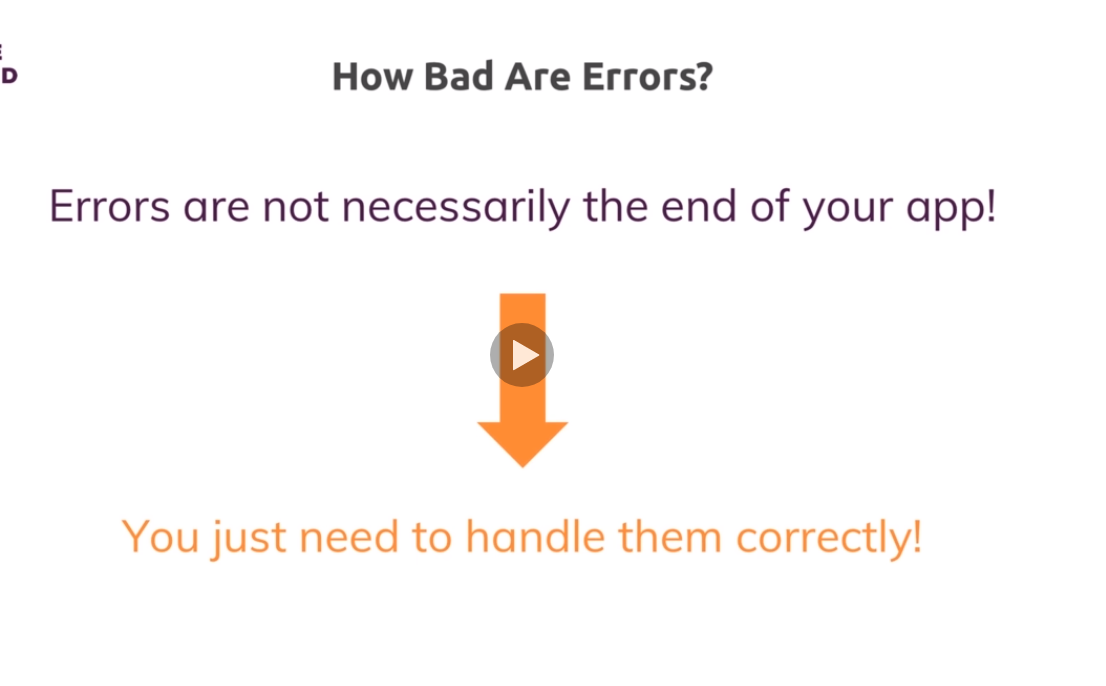 D
How Bad Are Errors?
Errors are not necessarily the end of your app!
You just need to handle them correctly!